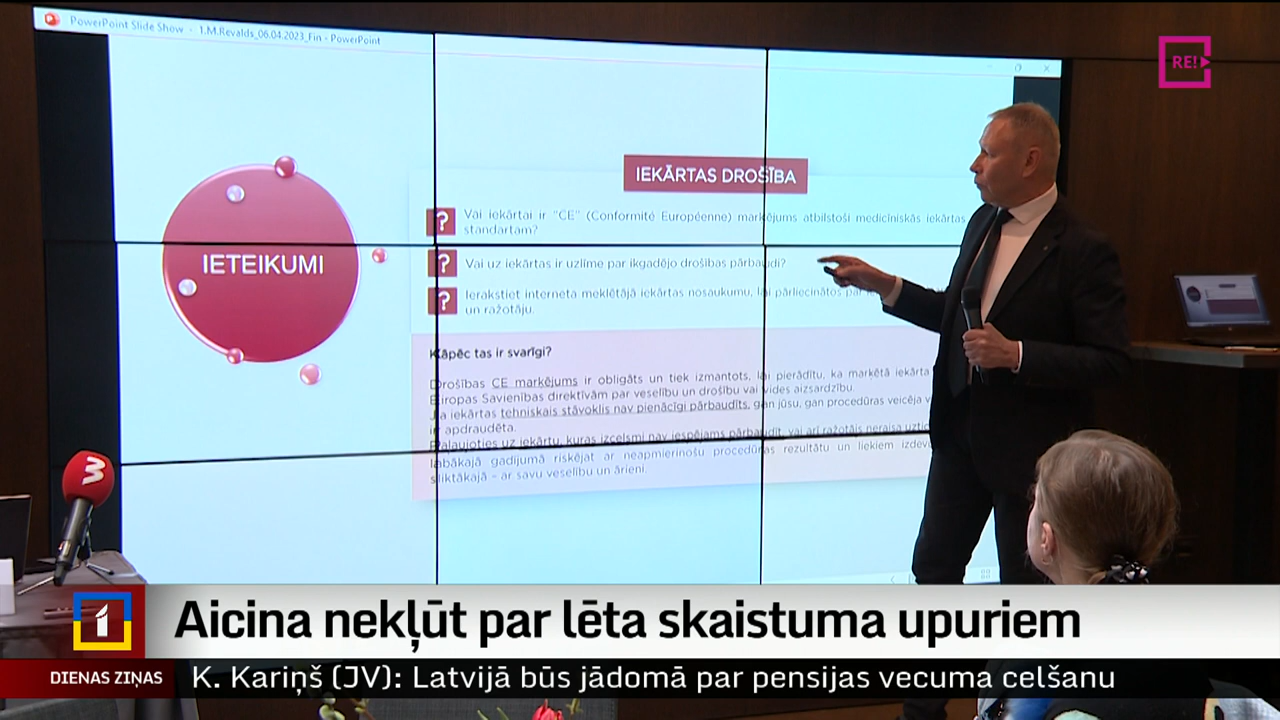 PowerPoint Slide Show - 1.M.Revalds_06.04.2023_Fin - PowerPoint
RE!
IEKĀRTAS DROŠĪBA
? Vai iekārtai ir "CE" (Conformité Européenne) marķējums atbilstoši medicīniskās iekārtas
standartam?
IETEIKUMI
? Vai uz iekārtas ir uzlīme par ikgadējo drošības pārbaudi?
? Ierakstiet interneta meklētājā iekārtas nosaukumu, lai pārliecinātos par
un ražotāju.
Kāpēc tas ir svarīgi?
Drošības CE marķējums ir obligāts un tiek izmantots, lai pierādītu, ka marķētā iekārta
Eiropas Savienības direktīvām par veselību un drošību vai vides aizsardzību.
Ja iekārtas tehniskais stāvoklis nav pienācīgi pārbaudīts, gan jūsu, gan procedūras veicēja
ir apdraudēta.
Paļaujoties uz iekārtu, kuras izcelsmi nav iespējams pārbaudīt, vai arī ražotājs neraisa
labākajā gadījumā riskējat ar neapmierinošu procedūras rezultātu un liekiem
sliktākajā - ar savu veselību un ārieni.
3
1
Aicina nekļūt par lēta skaistuma upuriem
DIENAS ZIŅAS
K. Kariņš (JV): Latvijā būs jādomā par pensijas vecuma celšanu